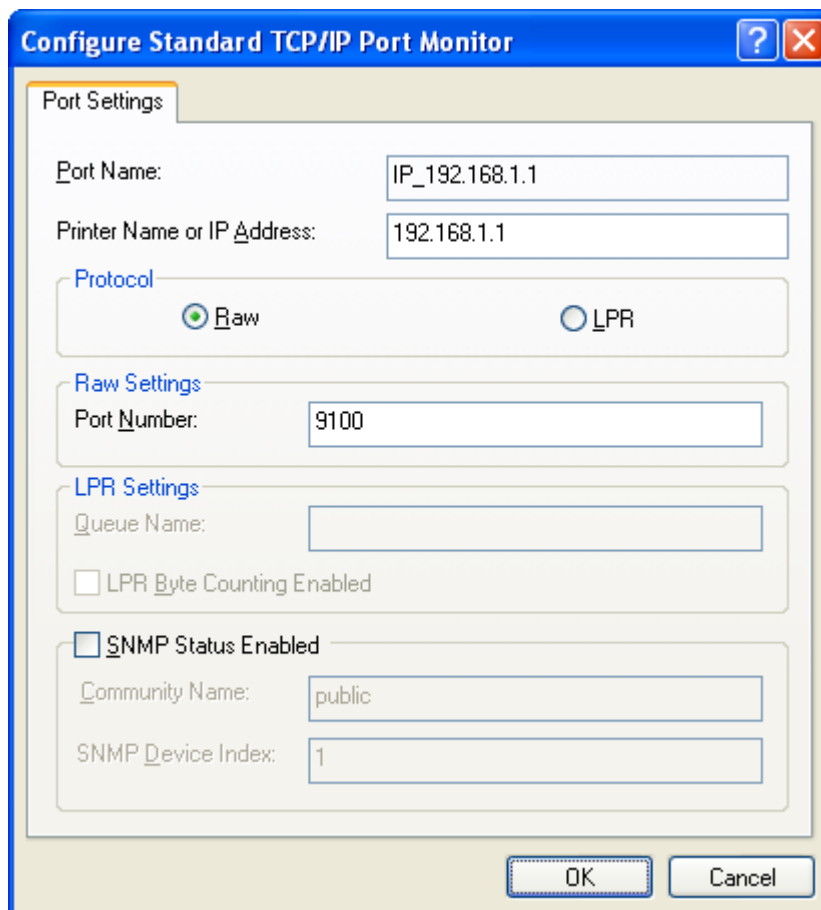 Configure Standard TCP/IP Port Monitor ?
Port Settings
Port Name: IP_192.168.1.1
Printer Name or IP Address: 192.168.1.1
Protocol
Raw LPR
Raw Settings
Port Number: 9100
LPR Settings
Queue Name:
LPR Byte Counting Enabled
SNMP Status Enabled
Community Name: public
SNMP Device Index: 1
OK Cancel